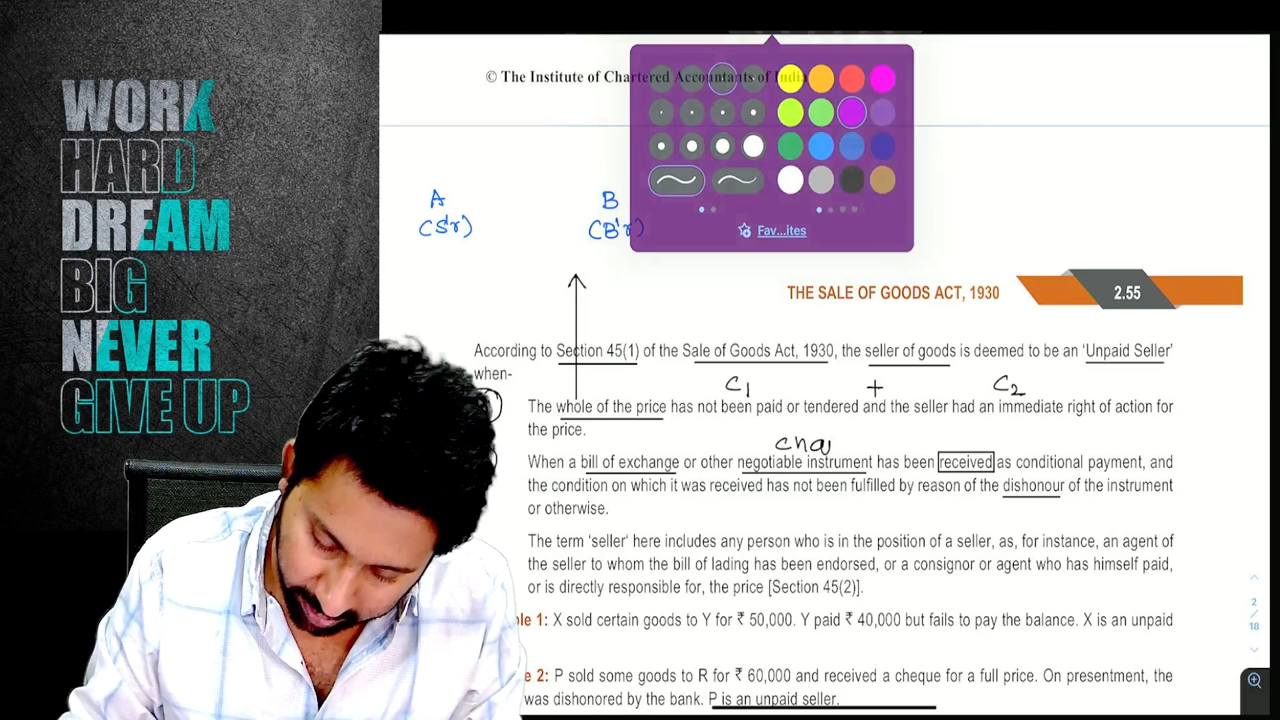 WORK
HARD
DREAM
BIG
NEVER
GIVE UP
© The Institute of Chartered Accountants of India
Fav...ites
A
B
(S'r)
(B'r)
THE SALE OF GOODS ACT, 1930
2.55
According to Section 45(1) of the Sale of Goods Act, 1930, the seller of goods is deemed to be an ‘Unpaid Seller’
when-
C1 + C2
The whole of the price has not been paid or tendered and the seller had an immediate right of action for
the price.
When a bill of exchange or other negotiable instrument has been received as conditional payment, and
the condition on which it was received has not been fulfilled by reason of the dishonour of the instrument
or otherwise.
The term ‘seller’ here includes any person who is in the position of a seller, as, for instance, an agent of
the seller to whom the bill of lading has been endorsed, or a consignor or agent who has himself paid,
or is directly responsible for, the price [Section 45(2)].
le 1: X sold certain goods to Y for ₹ 50,000. Y paid ₹ 40,000 but fails to pay the balance. X is an unpaid
e 2: P sold some goods to R for ₹ 60,000 and received a cheque for a full price. On presentment, the
was dishonored by the bank. P is an unpaid seller.
2
18